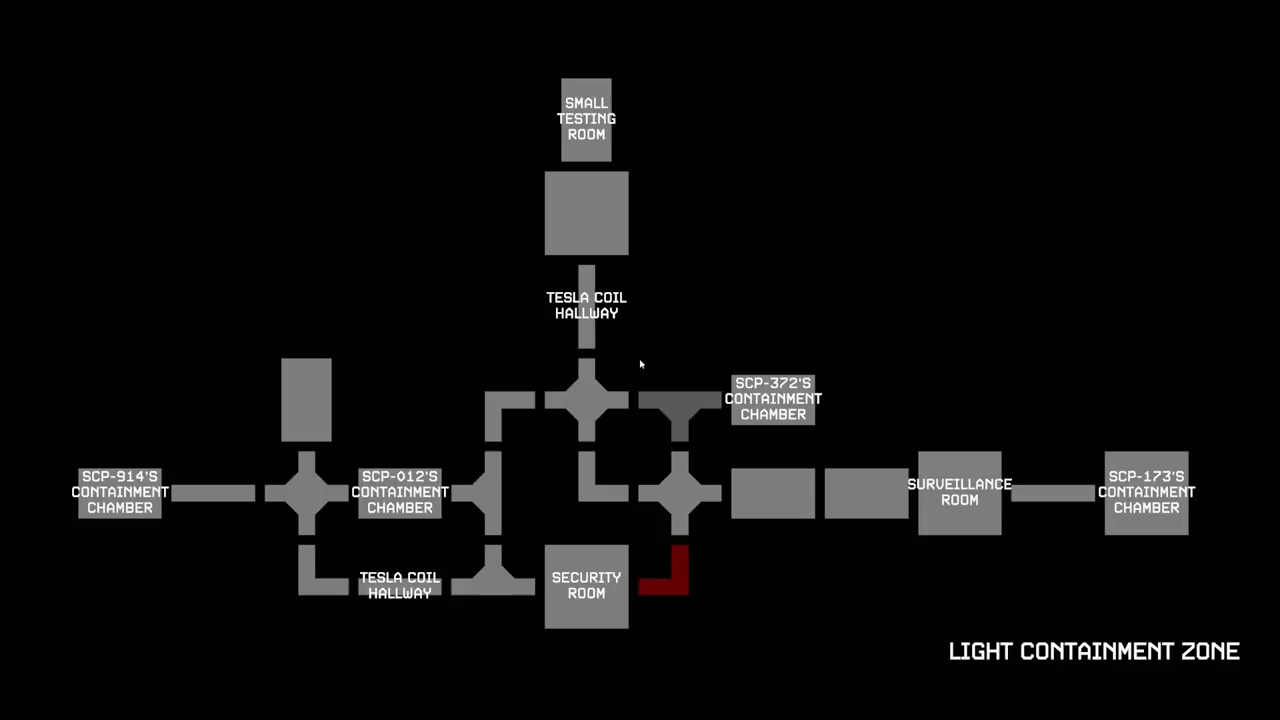 SMALL
TESTING
ROOM
TESLA COIL
HALLWAY
SCP-372'S
CONTAINMENT
CHAMBER
SCP-914'S
CONTAINMENT
CHAMBER
SCP-012'S
CONTAINMENT
CHAMBER
SURVEILLANCE
ROOM
SCP-173'S
CONTAINMENT
CHAMBER
TESLA COIL
HALLWAY
SECURITY
ROOM
LIGHT CONTAINMENT ZONE